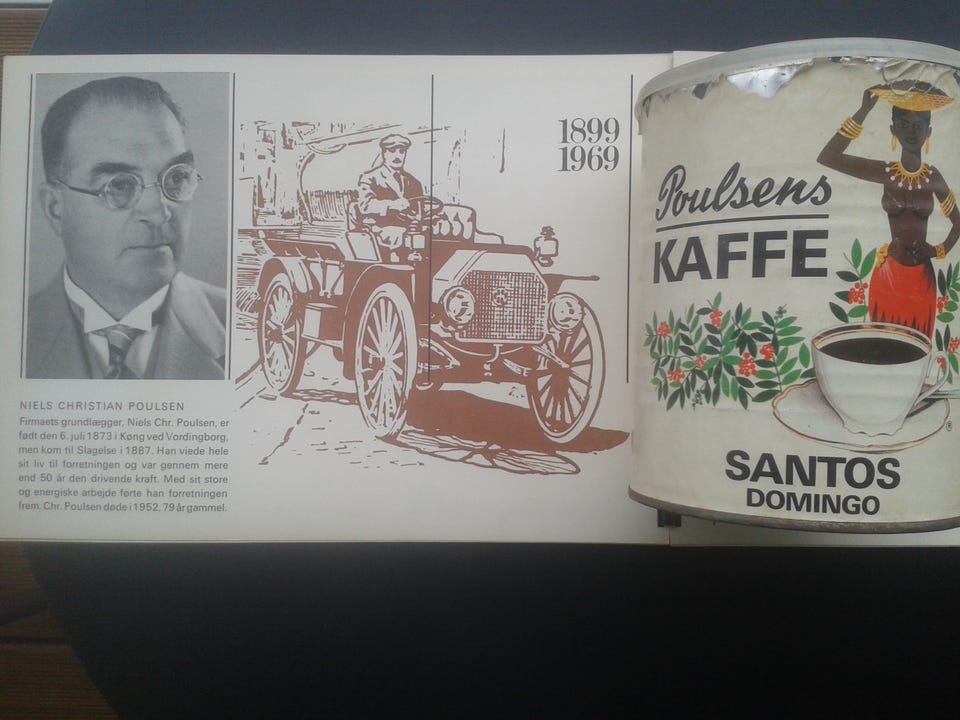 NIELS CHRISTIAN POULSEN
Firmaets grundlægger, Niels Chr. Poulsen, er
født den 6. juli 1873 i Køng ved Vordingborg,
men kom til Slagelse i 1887. Han viede hele
sit liv til forretningen og var gennem mere
end 50 år den drivende kraft. Med sit store
og energiske arbejde førte han forretningen
frem. Chr. Poulsen døde i 1952, 79 år gammel.
1899
1969
Poulsens
KAFFE
®
SANTOS
DOMINGO